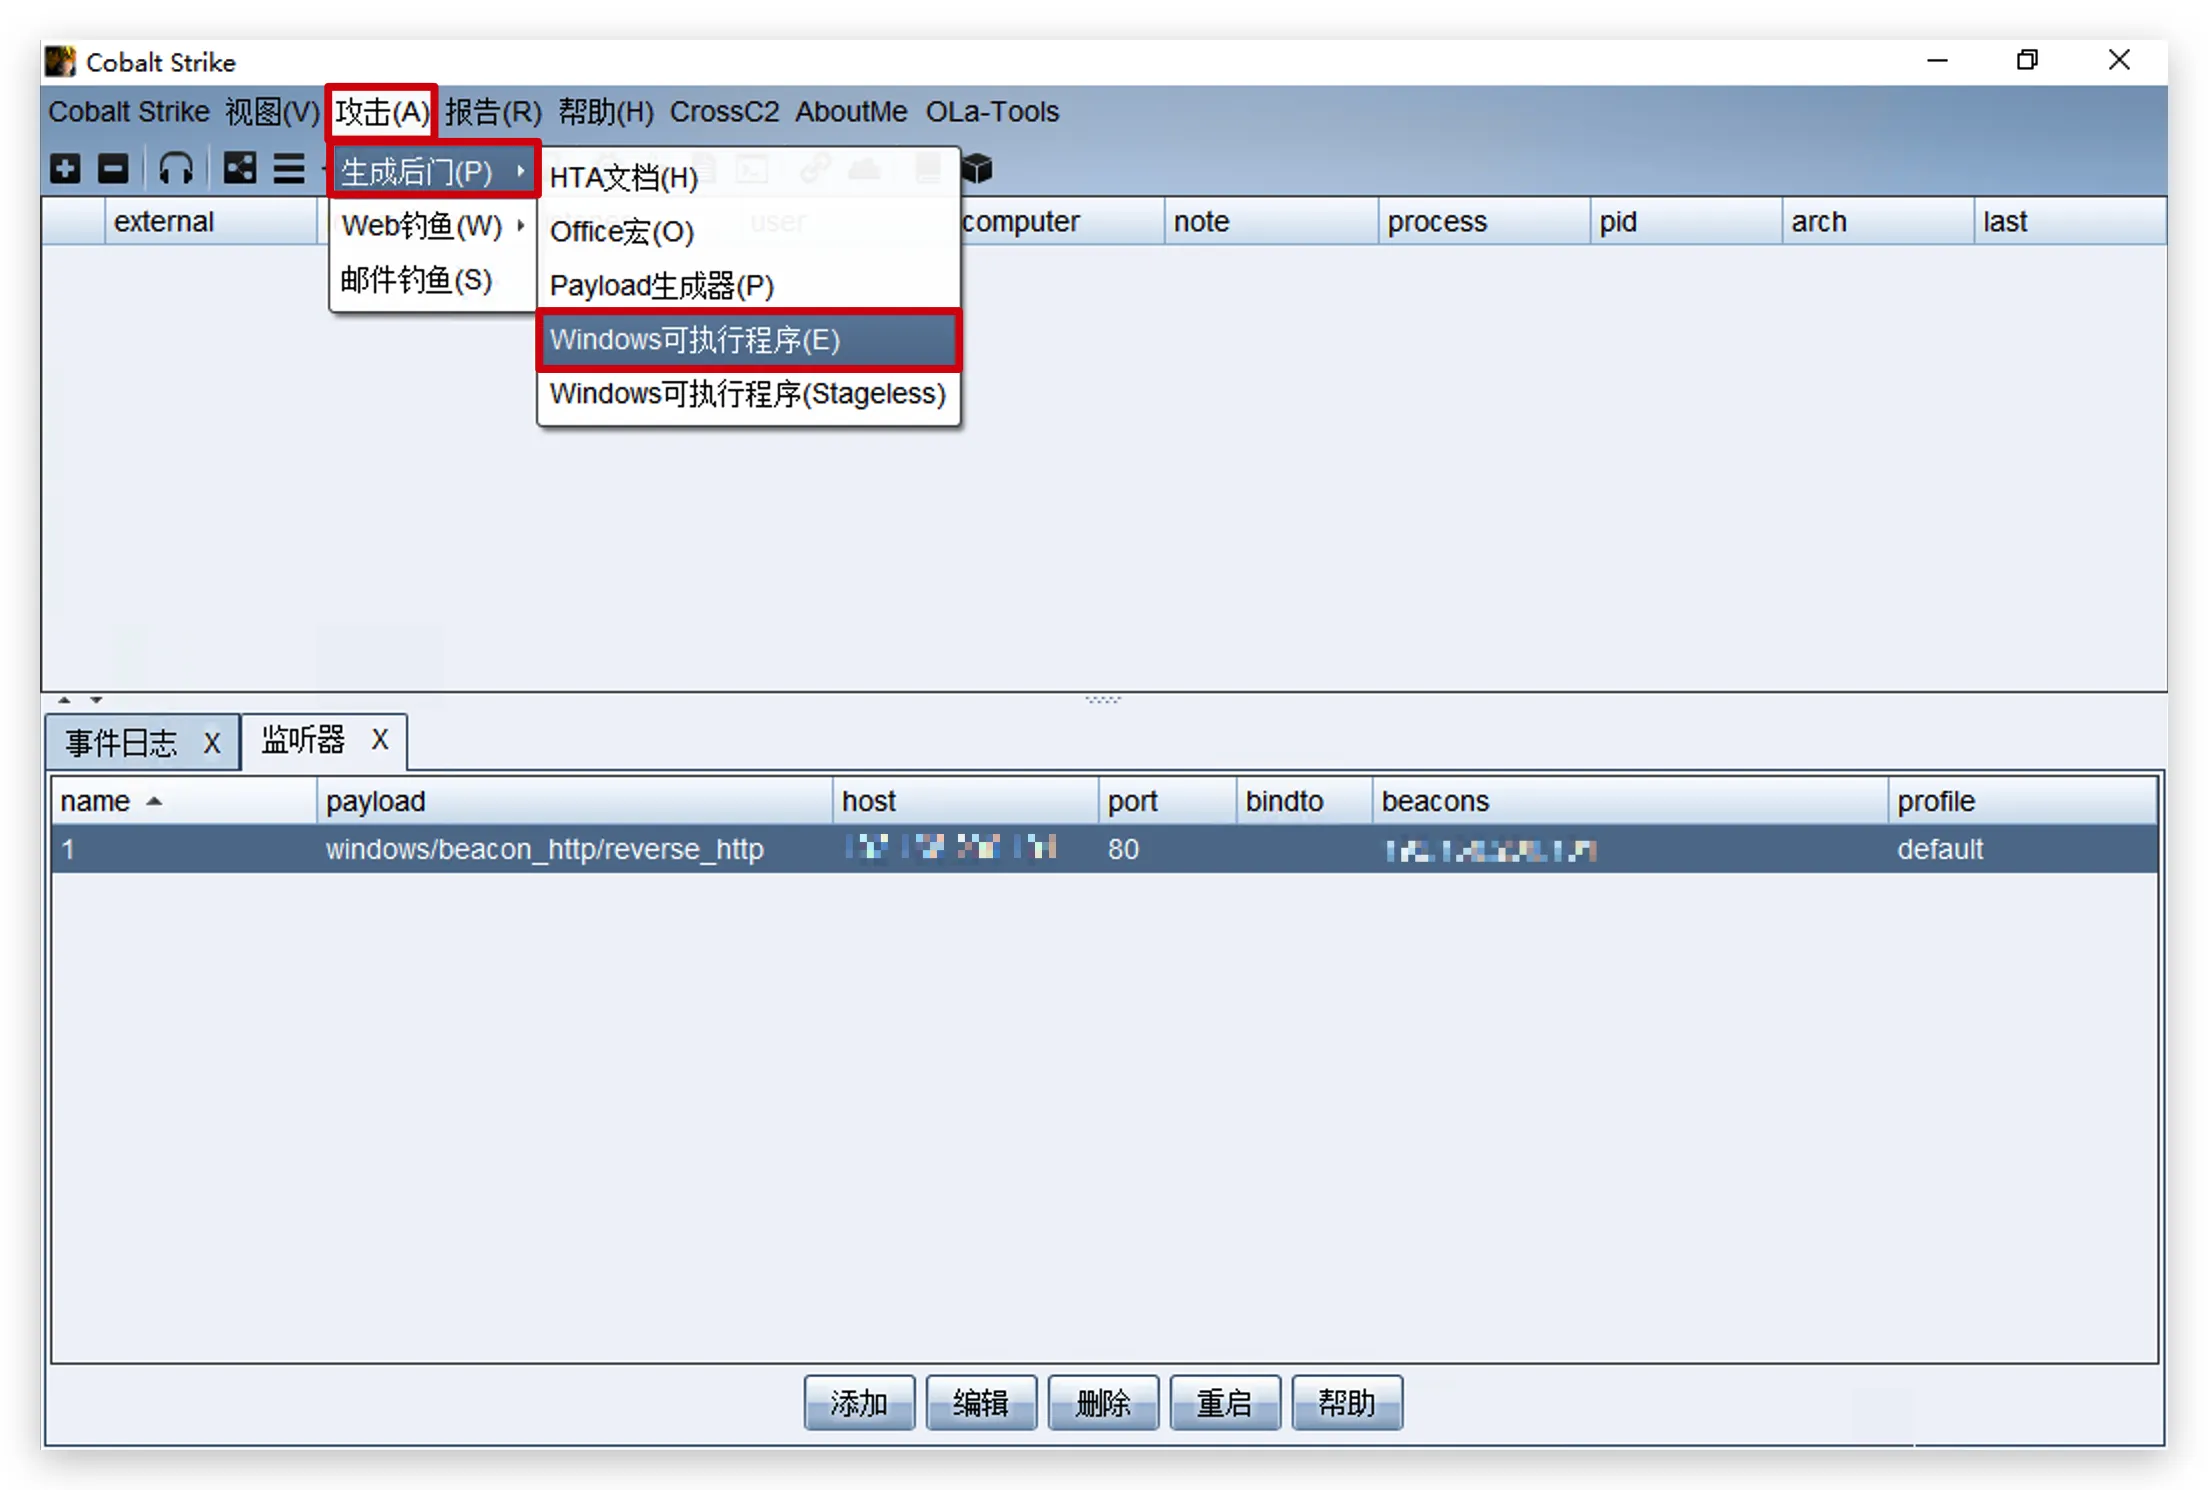 Cobalt Strike
Cobalt Strike 视图(V) 攻击(A) 报告(R) 帮助(H) CrossC2 AboutMe OLa-Tools
生成后门(P)
Web钓鱼(W)
邮件钓鱼(S)
HTA文档(H)
Office宏(O)
Payload生成器(P)
Windows可执行程序(E)
Windows可执行程序(Stageless)
external user computer note process pid arch last
事件日志 X 监听器 X
name payload host port bindto beacons profile
1 windows/beacon_http/reverse_http 80 default
添加 编辑 删除 重启 帮助